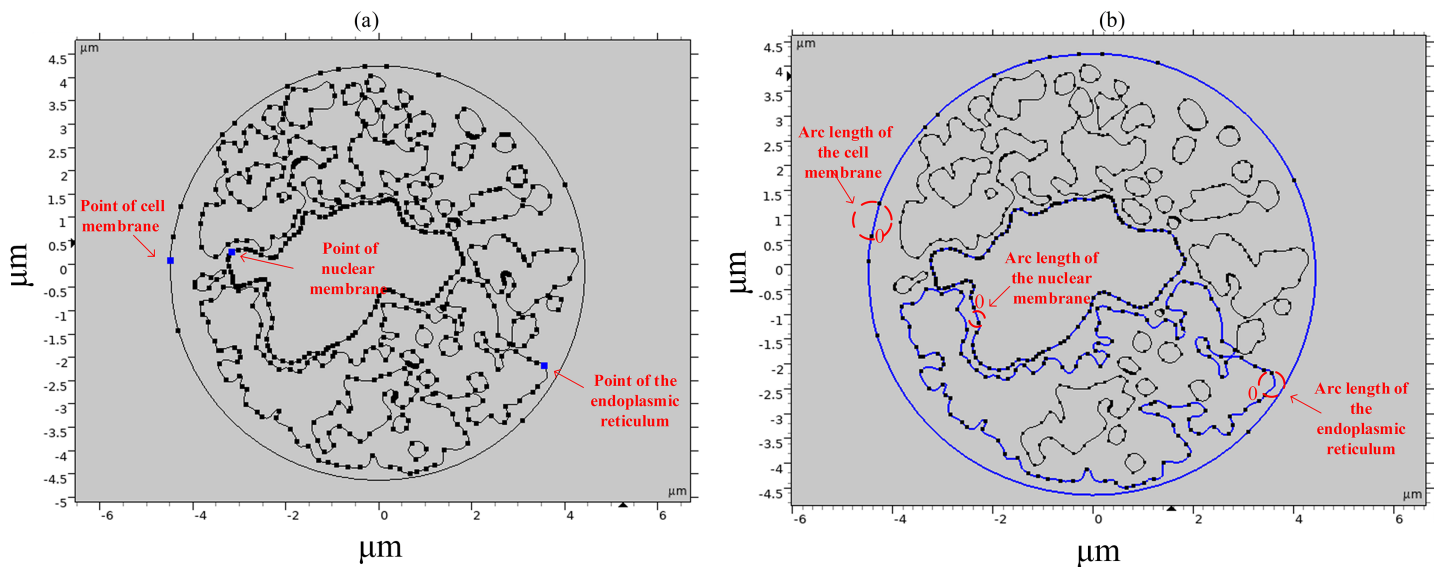 (a)
μm
4.5
4
3.5
3
2.5
2
1.5
1
0.5
0
-0.5
-1
-1.5
-2
-2.5
-3
-3.5
-4
-4.5
-5
μm
Point of cell
membrane
Point of
nuclear
membrane
Point of the
endoplasmic
reticulum
μm
-6
-4
-2
0
2
4
6
μm
(b)
μm
4.5
4
3.5
3
2.5
2
1.5
1
0.5
0
-0.5
-1
-1.5
-2
-2.5
-3
-3.5
-4
-4.5
μm
Arc length of
the cell
membrane
0
Arc length of
the nuclear
membrane
0
Arc length of
the
endoplasmic
reticulum
0
μm
-6
-4
-2
0
2
4
6
μm